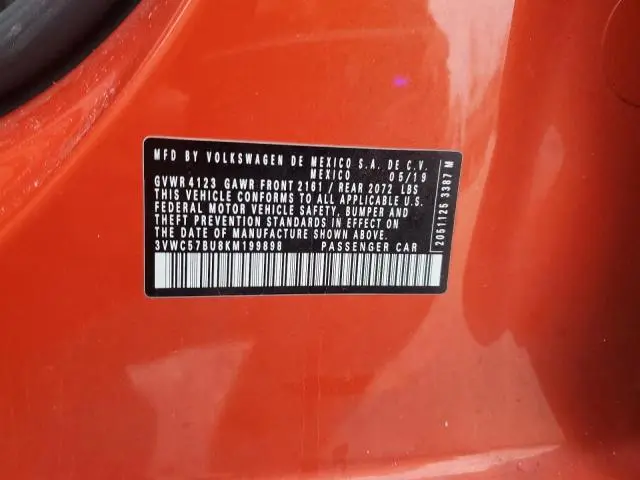 MFD BY VOLKSWAGEN DE MEXICO S.A. DE C.V.
MEXICO 05/19
GVWR 4123 GAWR FRONT 2161 / REAR 2072 LBS
THIS VEHICLE CONFORMS TO ALL APPLICABLE U.S.
FEDERAL MOTOR VEHICLE SAFETY, BUMPER AND
THEFT PREVENTION STANDARDS IN EFFECT ON
THE DATE OF MANUFACTURE SHOWN ABOVE.
3VWC57BU8KM199898 PASSENGER CAR
2051125 3387 M